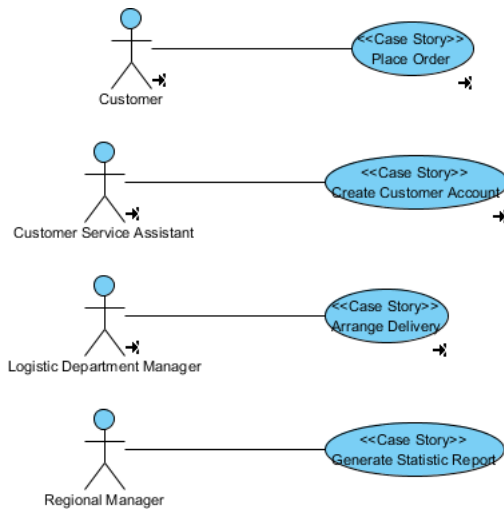 <<Case Story>>
Place Order
Customer
<<Case Story>>
Create Customer Account
Customer Service Assistant
<<Case Story>>
Arrange Delivery
Logistic Department Manager
<<Case Story>>
Generate Statistic Report
Regional Manager